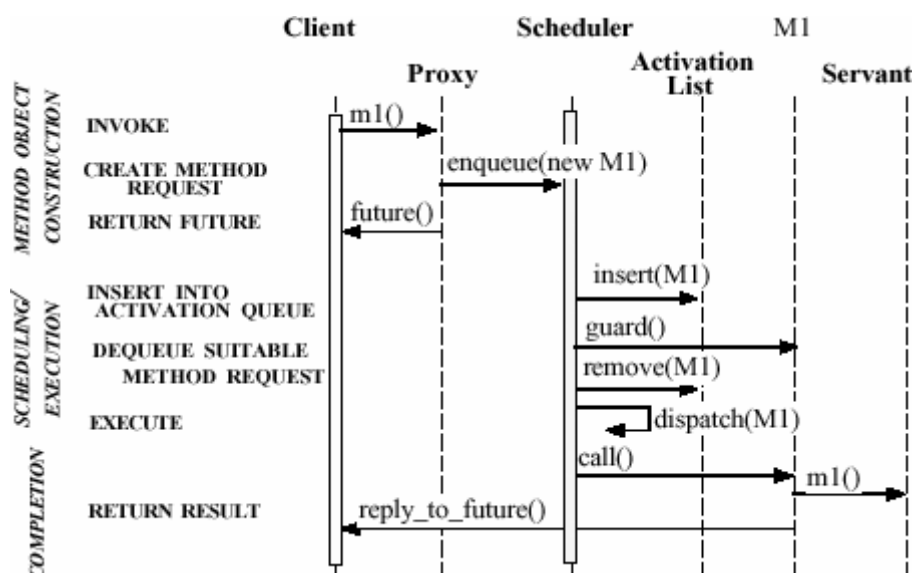 Client
Scheduler
M1
Proxy
Activation
List
Servant
METHOD OBJECT
CONSTRUCTION
INVOKE
m1()
CREATE METHOD
REQUEST
enqueue(new M1)
RETURN FUTURE
future()
SCHEDULING/
EXECUTION
INSERT INTO
ACTIVATION QUEUE
insert(M1)
guard()
DEQUEUE SUITABLE
METHOD REQUEST
remove(M1)
EXECUTE
dispatch(M1)
COMPLETION
call()
m1()
RETURN RESULT
reply_to_future()